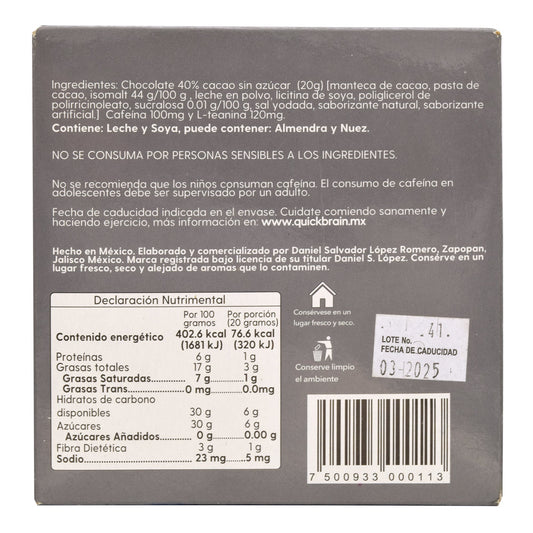 Ingredientes: Chocolate 40% cacao sin azúcar (20g) [manteca de cacao, pasta de
cacao, isomalt 44 g/100 g , leche en polvo, licitina de soya, poliglicerol de
polirricinoleato, sucralosa 0.01 g/100 g, sal yodada, saborizante natural, saborizante
artificial.] Cafeína 100mg y L-teanina 120mg.
Contiene: Leche y Soya, puede contener: Almendra y Nuez.
NO SE CONSUMA POR PERSONAS SENSIBLES A LOS INGREDIENTES.
No se recomienda que los niños consuman cafeína. El consumo de cafeína en
adolescentes debe ser supervisado por un adulto.
Fecha de caducidad indicada en el envase. Cuidate comiendo sanamente y
haciendo ejercicio, más información en: www.quickbrain.mx
Hecho en México. Elaborado y comercializado por Daniel Salvador López Romero, Zapopan,
Jalisco México. Marca registrada bajo licencia de su titular Daniel S. López. Consérve en un
lugar fresco, seco y alejado de aromas que lo contaminen.
Declaración Nutrimental
Por 100 gramos
Por porción (20 gramos)
Contenido energético 402.6 kcal (1681 kJ) 76.6 kcal (320 kJ)
Proteínas 6 g 1 g
Grasas totales 17 g 3 g
Grasas Saturadas 7 g 1 g
Grasas Trans 0 mg 0.0mg
Hidratos de carbono
disponibles 30 g 6 g
Azúcares 30 g 6 g
Azúcares Añadidos 0 g 0.00 g
Fibra Dietética 3 g 1 g
Sodio 23 mg 5 mg
Consérvese en un
lugar fresco y seco.
Conserve limpio
el ambiente
LOTE No.
41.
FECHA DE CADUCIDAD
03-2025
7 500933 000113